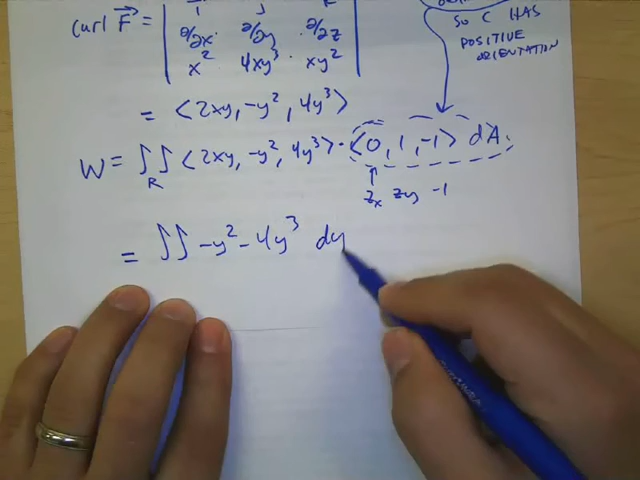 i j k
curl F⃗ = | ∂/∂x ∂/∂y ∂/∂z |
x² 4xy³ xy²
SO C HAS
POSITIVE
ORIENTATION
= <2xy, -y², 4y³>
W = ∬ <2xy, -y², 4y³> · <0, 1, -1> dA.
R
z_x z_y -1
= ∬ -y² - 4y³ dy